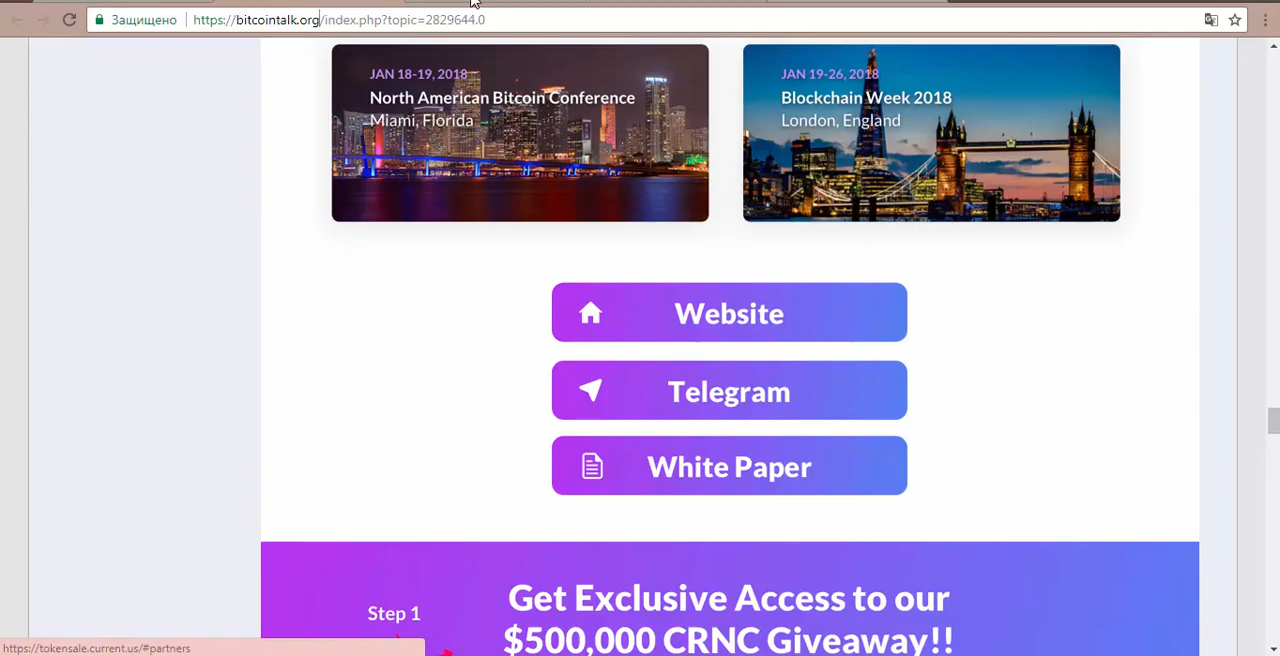 Защищено https://bitcointalk.org/index.php?topic=2829644.0
JAN 18-19, 2018
North American Bitcoin Conference
Miami, Florida
JAN 19-26, 2018
Blockchain Week 2018
London, England
Website
Telegram
White Paper
Step 1
Get Exclusive Access to our
$500,000 CRNC Giveaway!!
https://tokensale.current.us/#partners